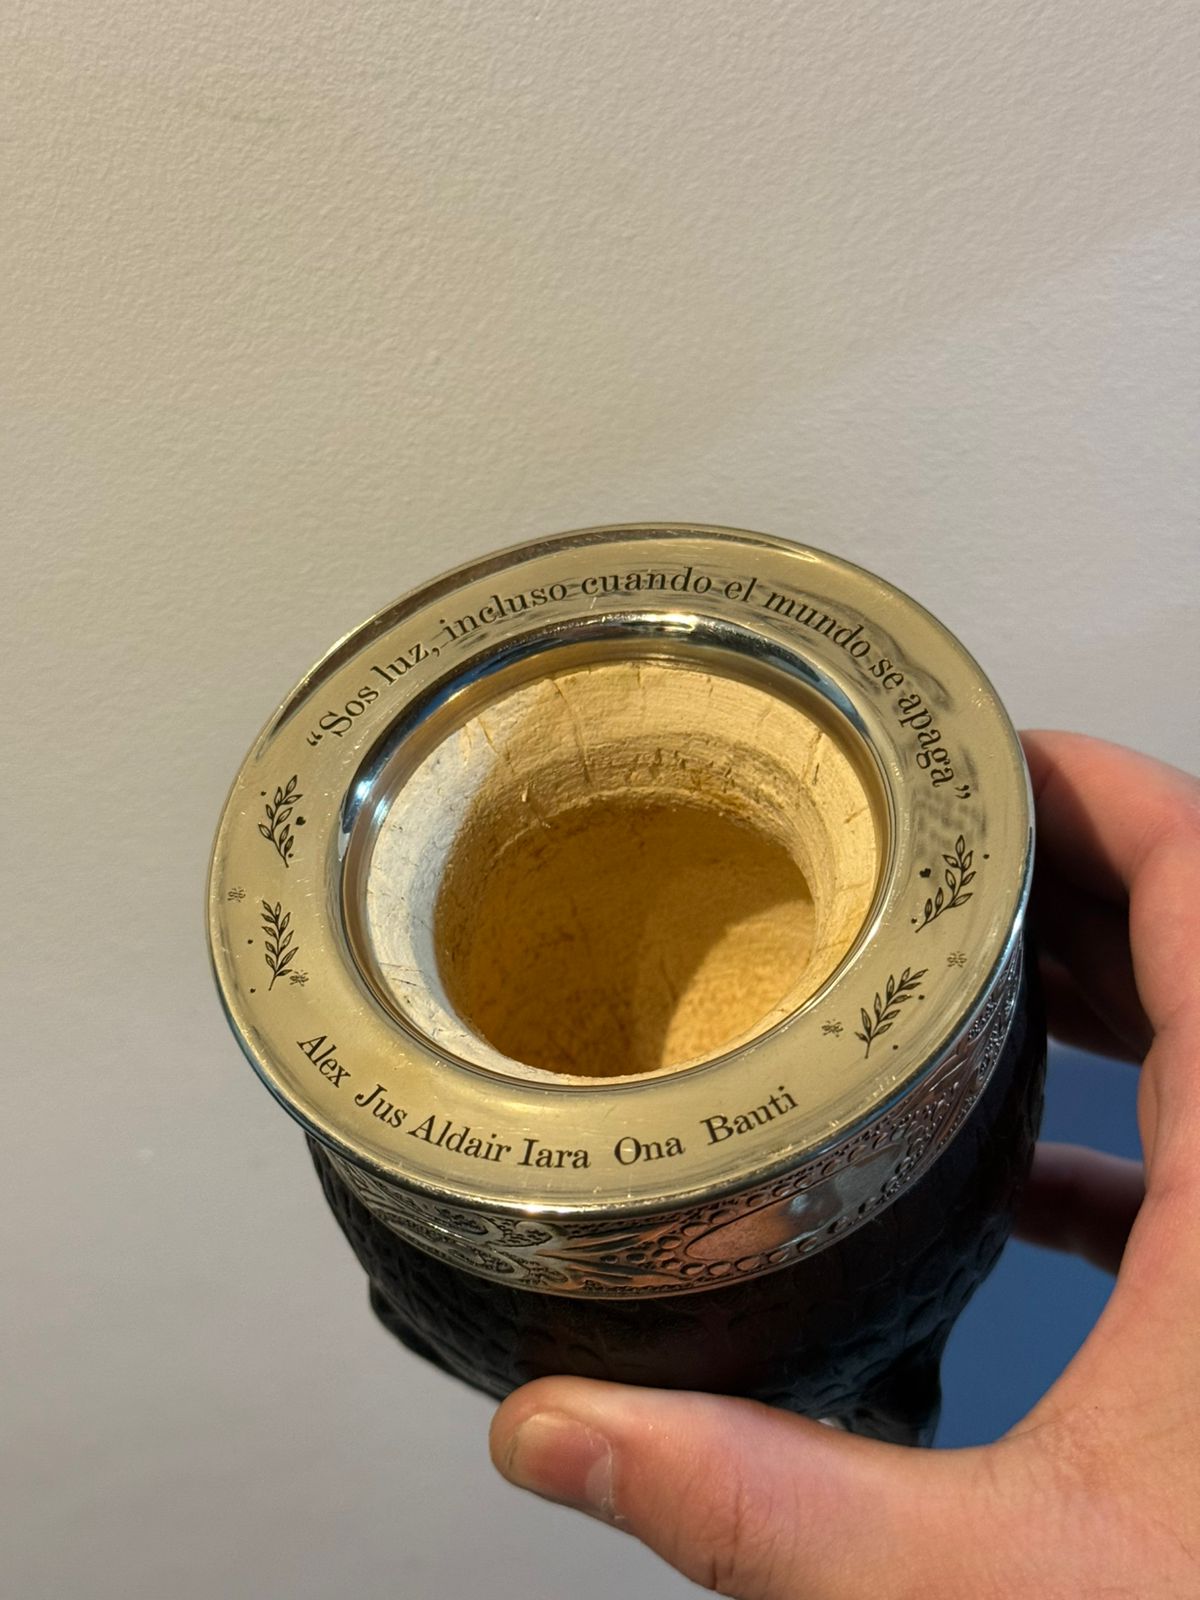 “Sos luz, incluso cuando el mundo se apaga”
Alex Jus Aldair Iara Ona Bauti